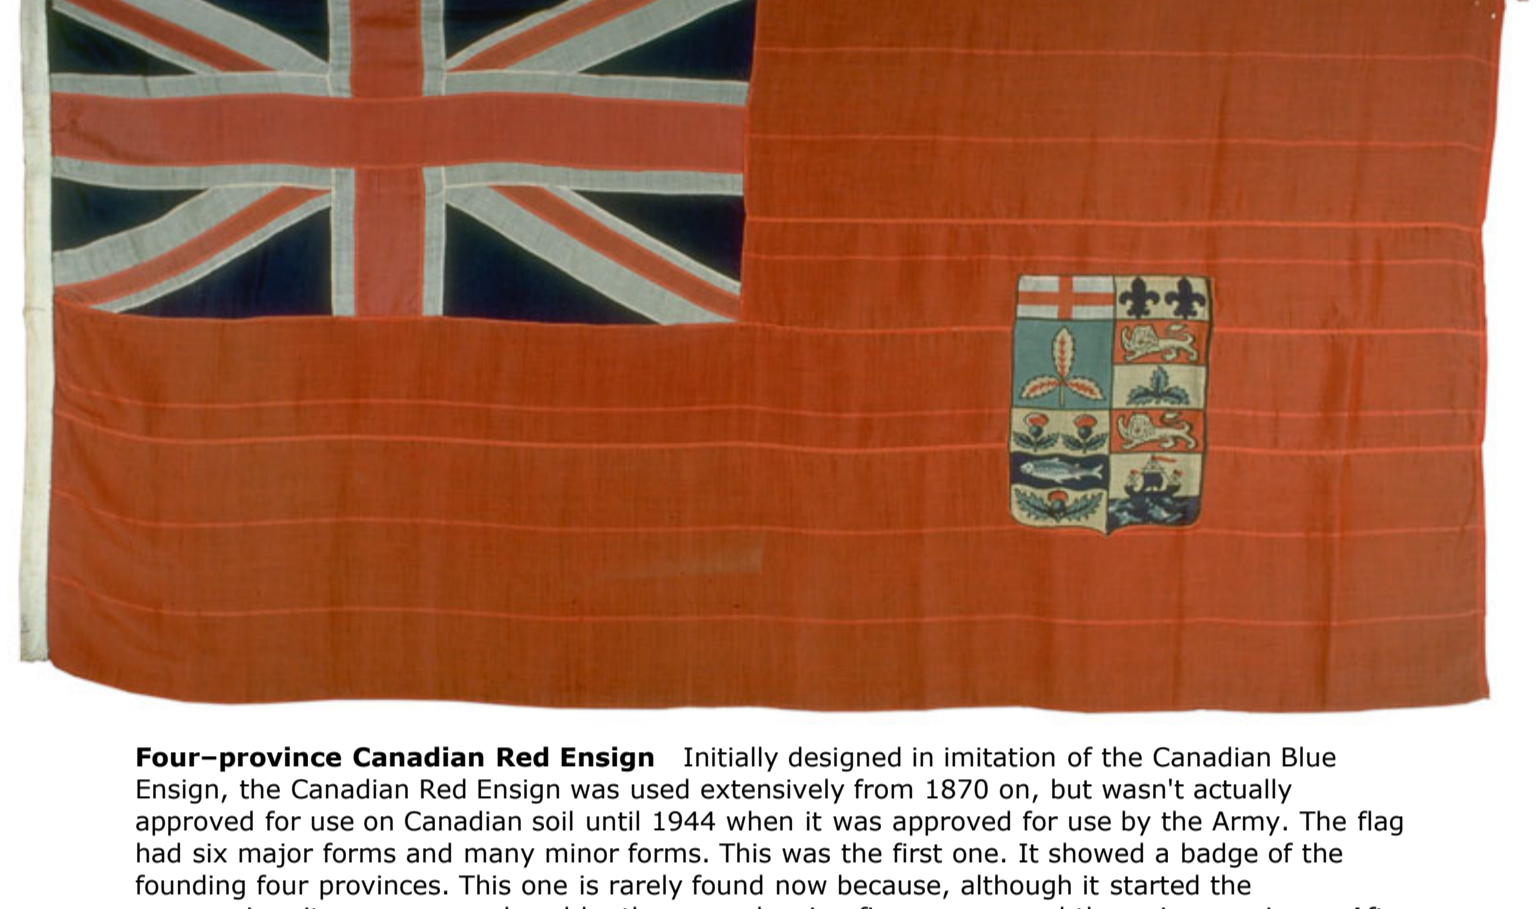 Four–province Canadian Red Ensign Initially designed in imitation of the Canadian Blue
Ensign, the Canadian Red Ensign was used extensively from 1870 on, but wasn't actually
approved for use on Canadian soil until 1944 when it was approved for use by the Army. The flag
had six major forms and many minor forms. This was the first one. It showed a badge of the
founding four provinces. This one is rarely found now because, although it started the